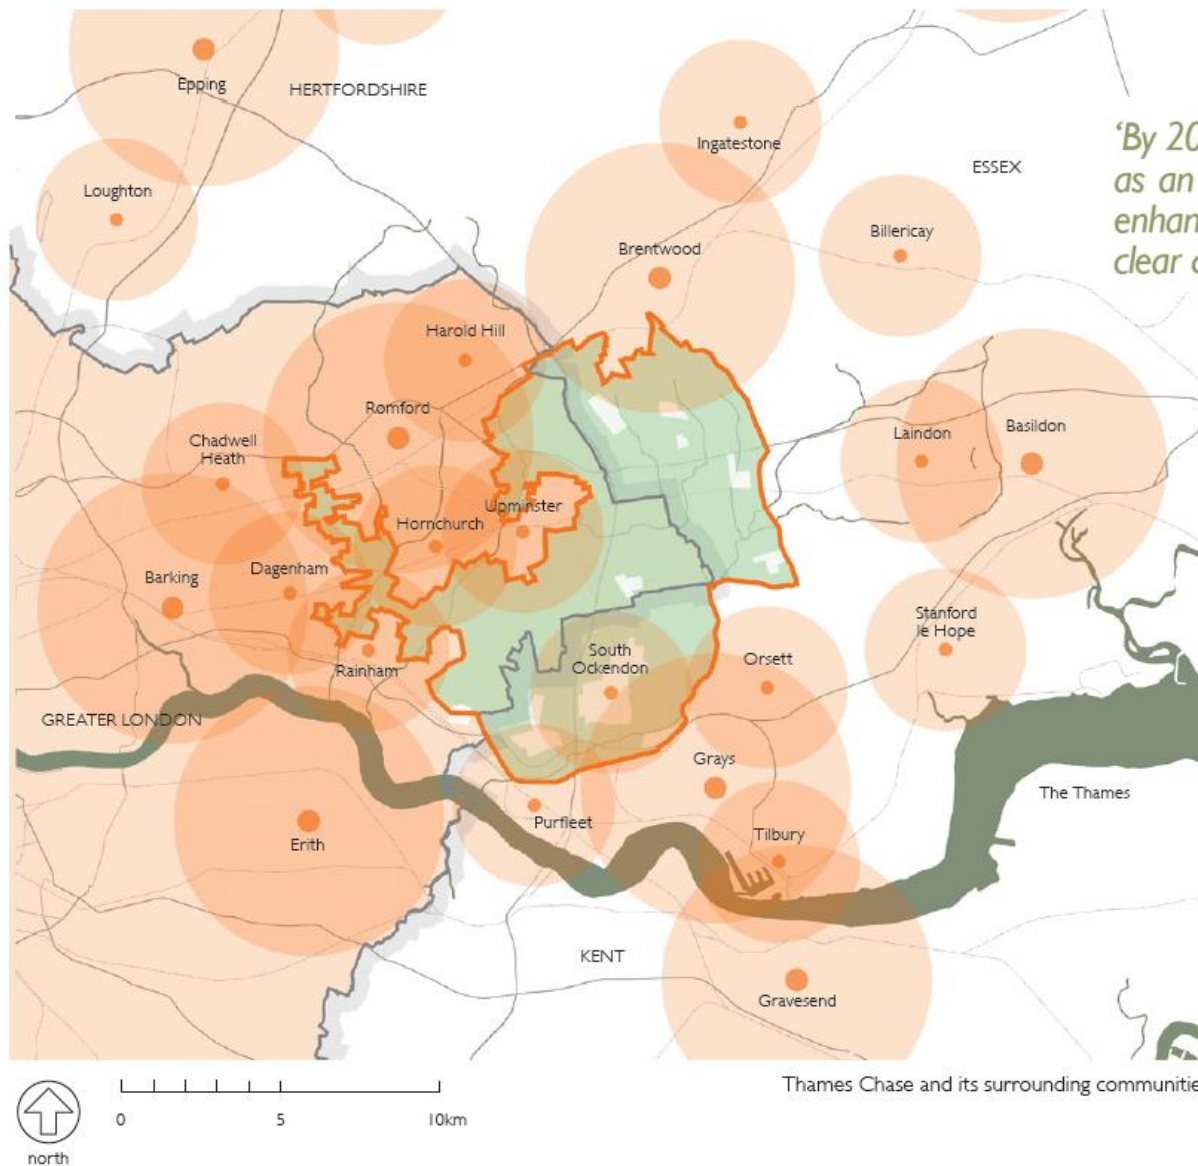 Epping
HERTFORDSHIRE
Ingatestone
'By 20
as an
enhan
clear c
ESSEX
Loughton
Billericay
Brentwood
Harold Hill
Romford
Chadwell
Heath
Laindon
Basildon
Upminster
Hornchurch
Dagenham
Barking
Stanford
le Hope
South
Ockendon
Orsett
Rainham
GREATER LONDON
Grays
The Thames
Purfleet
Tilbury
Erith
KENT
Gravesend
Thames Chase and its surrounding communitie
0
5
10km
north